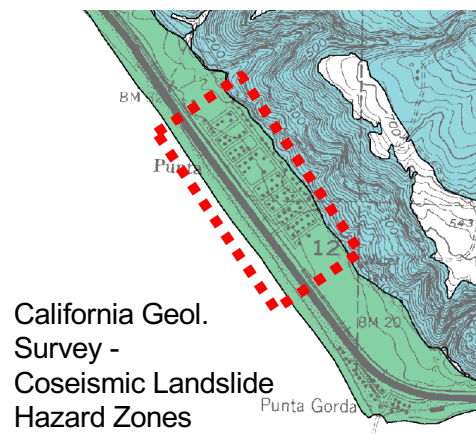 BM
Punta
12
543
BM 20
California Geol.
Survey -
Coseismic Landslide
Hazard Zones
Punta Gorda